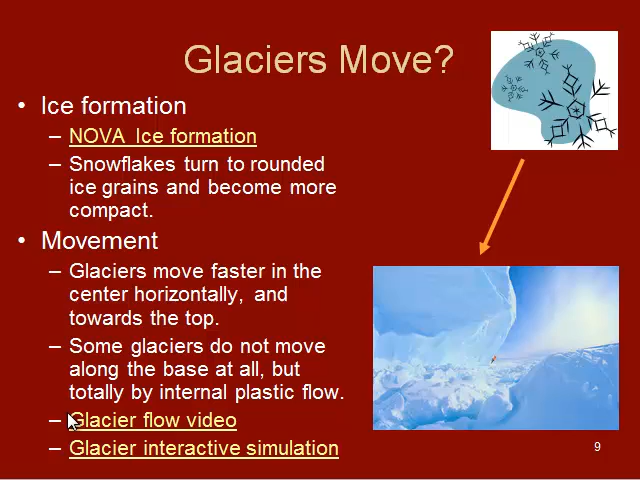 Glaciers Move?
• Ice formation
– NOVA Ice formation
– Snowflakes turn to rounded
ice grains and become more
compact.
• Movement
– Glaciers move faster in the
center horizontally, and
towards the top.
– Some glaciers do not move
along the base at all, but
totally by internal plastic flow.
– Glacier flow video
– Glacier interactive simulation
9